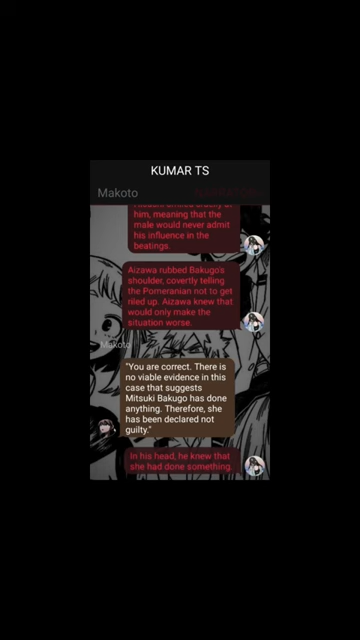 KUMAR TS
Makoto
him, meaning that the
male would never admit
his influence in the
beatings.
Aizawa rubbed Bakugo's
shoulder, covertly telling
the Pomeranian not to get
riled up. Aizawa knew that
would only make the
situation worse.
Makoto
"You are correct. There is
no viable evidence in this
case that suggests
Mitsuki Bakugo has done
anything. Therefore, she
has been declared not
guilty."
In his head, he knew that
she had done something.